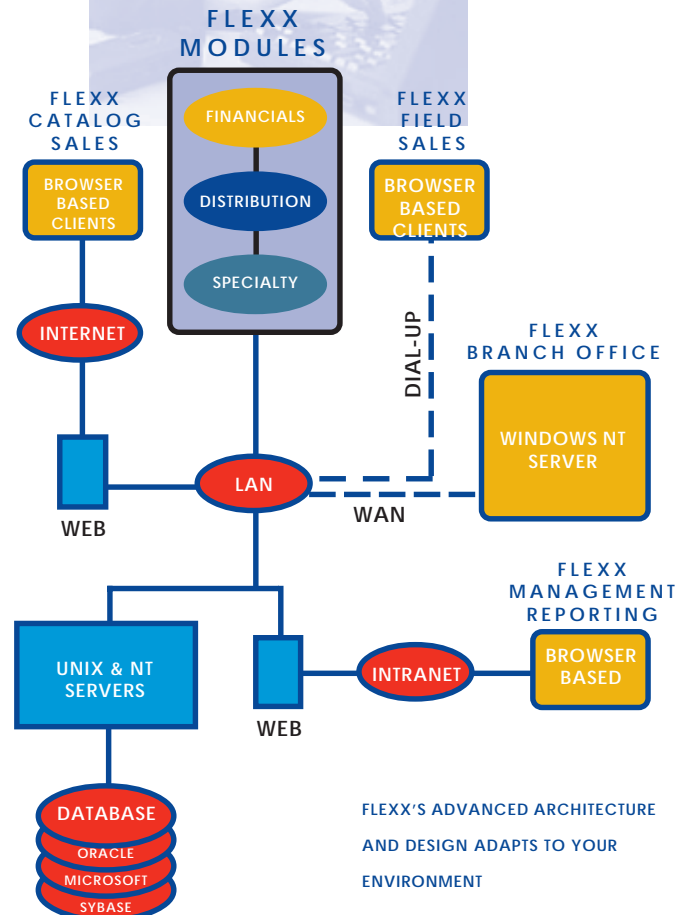 FLEXX
MODULES
FLEXX
CATALOG
SALES
BROWSER
BASED
CLIENTS
FINANCIALS
DISTRIBUTION
SPECIALTY
FLEXX
FIELD
SALES
BROWSER
BASED
CLIENTS
INTERNET
DIAL-UP
FLEXX
BRANCH OFFICE
WINDOWS NT
SERVER
WEB
LAN
WAN
FLEXX
MANAGEMENT
REPORTING
BROWSER
BASED
UNIX & NT
SERVERS
WEB
INTRANET
DATABASE
ORACLE
MICROSOFT
SYBASE
FLEXX'S ADVANCED ARCHITECTURE
AND DESIGN ADAPTS TO YOUR
ENVIRONMENT